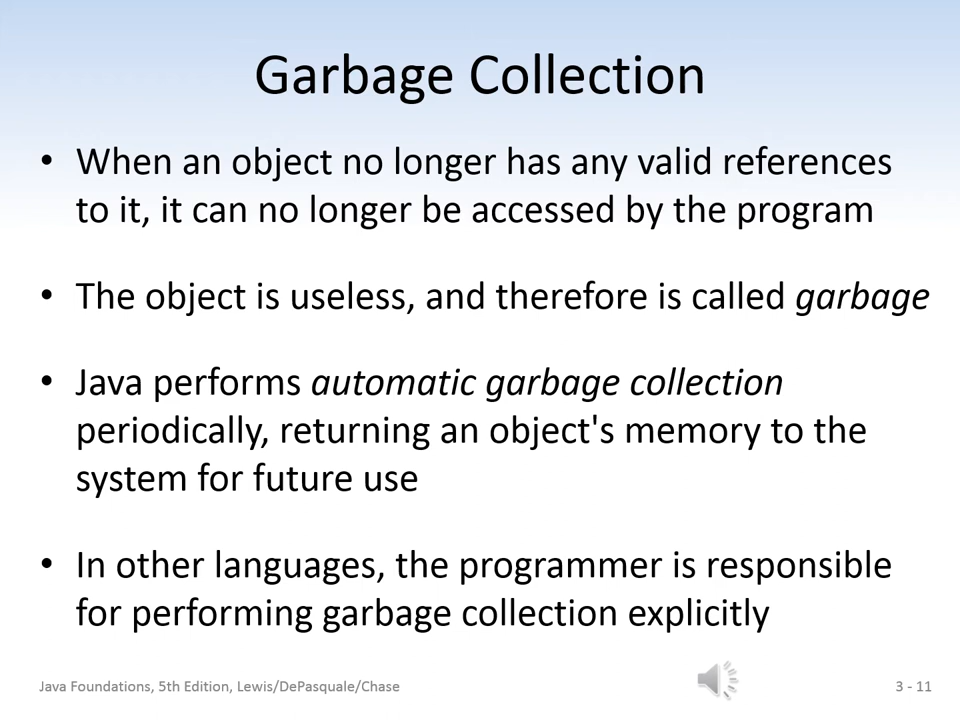 Garbage Collection
• When an object no longer has any valid references
to it, it can no longer be accessed by the program
• The object is useless, and therefore is called garbage
• Java performs automatic garbage collection
periodically, returning an object's memory to the
system for future use
• In other languages, the programmer is responsible
for performing garbage collection explicitly
Java Foundations, 5th Edition, Lewis/DePasquale/Chase
3 - 11